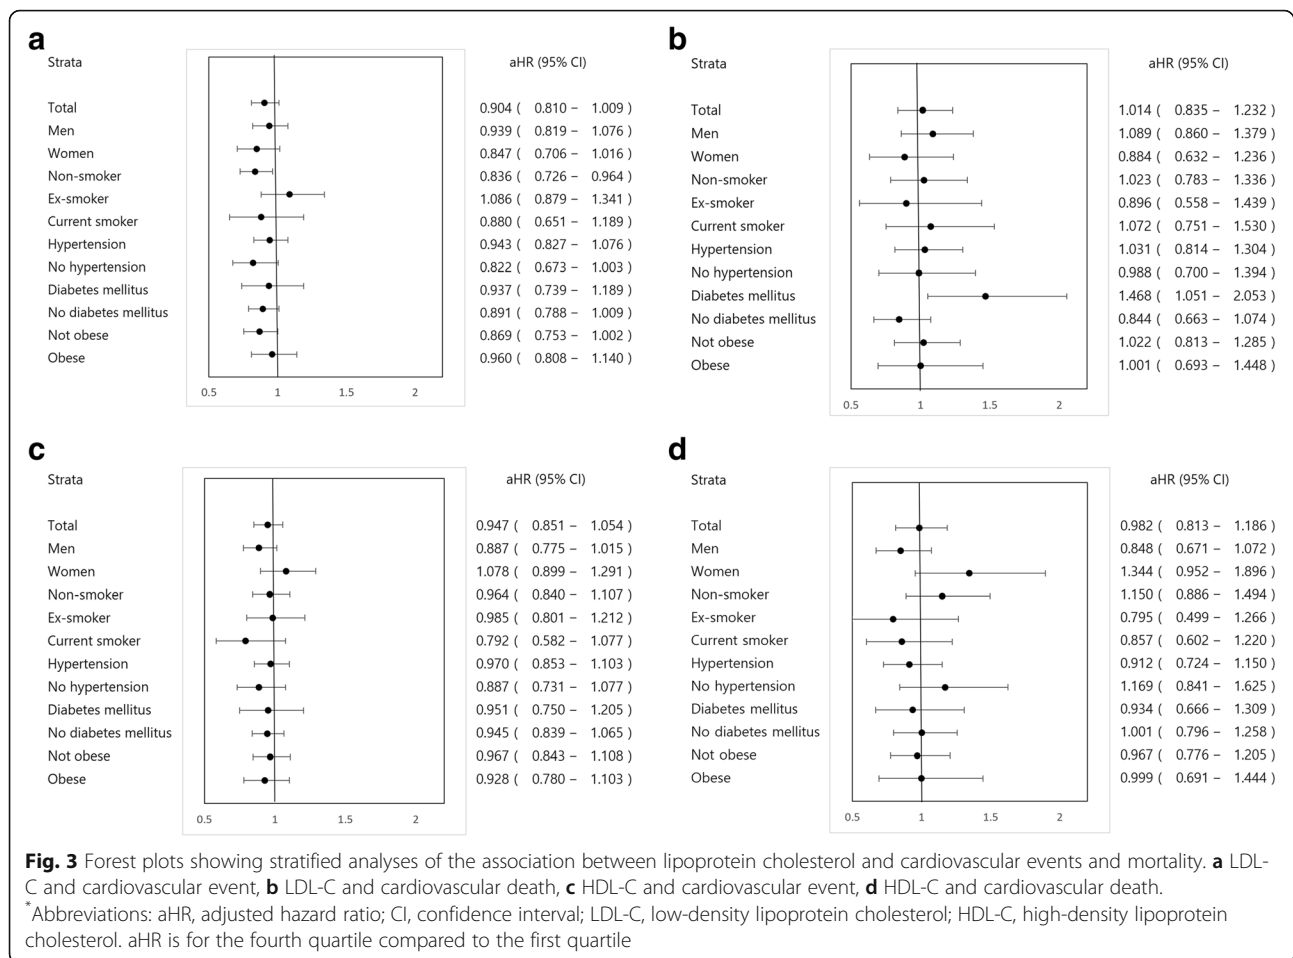 a
Strata aHR (95% CI)
Total 0.904 ( 0.810 – 1.009 )
Men 0.939 ( 0.819 – 1.076 )
Women 0.847 ( 0.706 – 1.016 )
Non-smoker 0.836 ( 0.726 – 0.964 )
Ex-smoker 1.086 ( 0.879 – 1.341 )
Current smoker 0.880 ( 0.651 – 1.189 )
Hypertension 0.943 ( 0.827 – 1.076 )
No hypertension 0.822 ( 0.673 – 1.003 )
Diabetes mellitus 0.937 ( 0.739 – 1.189 )
No diabetes mellitus 0.891 ( 0.788 – 1.009 )
Not obese 0.869 ( 0.753 – 1.002 )
Obese 0.960 ( 0.808 – 1.140 )
0.5 1 1.5 2
b
Strata aHR (95% CI)
Total 1.014 ( 0.835 – 1.232 )
Men 1.089 ( 0.860 – 1.379 )
Women 0.884 ( 0.632 – 1.236 )
Non-smoker 1.023 ( 0.783 – 1.336 )
Ex-smoker 0.896 ( 0.558 – 1.439 )
Current smoker 1.072 ( 0.751 – 1.530 )
Hypertension 1.031 ( 0.814 – 1.304 )
No hypertension 0.988 ( 0.700 – 1.394 )
Diabetes mellitus 1.468 ( 1.051 – 2.053 )
No diabetes mellitus 0.844 ( 0.663 – 1.074 )
Not obese 1.022 ( 0.813 – 1.285 )
Obese 1.001 ( 0.693 – 1.448 )
0.5 1 1.5 2
c
Strata aHR (95% CI)
Total 0.947 ( 0.851 – 1.054 )
Men 0.887 ( 0.775 – 1.015 )
Women 1.078 ( 0.899 – 1.291 )
Non-smoker 0.964 ( 0.840 – 1.107 )
Ex-smoker 0.985 ( 0.801 – 1.212 )
Current smoker 0.792 ( 0.582 – 1.077 )
Hypertension 0.970 ( 0.853 – 1.103 )
No hypertension 0.887 ( 0.731 – 1.077 )
Diabetes mellitus 0.951 ( 0.750 – 1.205 )
No diabetes mellitus 0.945 ( 0.839 – 1.065 )
Not obese 0.967 ( 0.843 – 1.108 )
Obese 0.928 ( 0.780 – 1.103 )
0.5 1 1.5 2
d
Strata aHR (95% CI)
Total 0.982 ( 0.813 – 1.186 )
Men 0.848 ( 0.671 – 1.072 )
Women 1.344 ( 0.952 – 1.896 )
Non-smoker 1.150 ( 0.886 – 1.494 )
Ex-smoker 0.795 ( 0.499 – 1.266 )
Current smoker 0.857 ( 0.602 – 1.220 )
Hypertension 0.912 ( 0.724 – 1.150 )
No hypertension 1.169 ( 0.841 – 1.625 )
Diabetes mellitus 0.934 ( 0.666 – 1.309 )
No diabetes mellitus 1.001 ( 0.796 – 1.258 )
Not obese 0.967 ( 0.776 – 1.205 )
Obese 0.999 ( 0.691 – 1.444 )
0.5 1 1.5 2
Fig. 3 Forest plots showing stratified analyses of the association between lipoprotein cholesterol and cardiovascular events and mortality. a LDL-
C and cardiovascular event, b LDL-C and cardiovascular death, c HDL-C and cardiovascular event, d HDL-C and cardiovascular death.
*Abbreviations: aHR, adjusted hazard ratio; CI, confidence interval; LDL-C, low-density lipoprotein cholesterol; HDL-C, high-density lipoprotein
cholesterol. aHR is for the fourth quartile compared to the first quartile